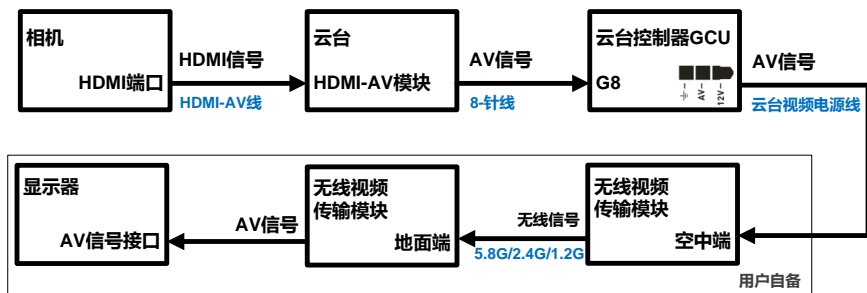 相机
HDMI端口
HDMI信号
HDMI-AV线
云台
HDMI-AV模块
AV信号
8-针线
云台控制器GCU
G8
AV-
12V-
AV信号
云台视频电源线
显示器
AV信号接口
AV信号
无线视频
传输模块
地面端
无线信号
5.8G/2.4G/1.2G
无线视频
传输模块
空中端
用户自备